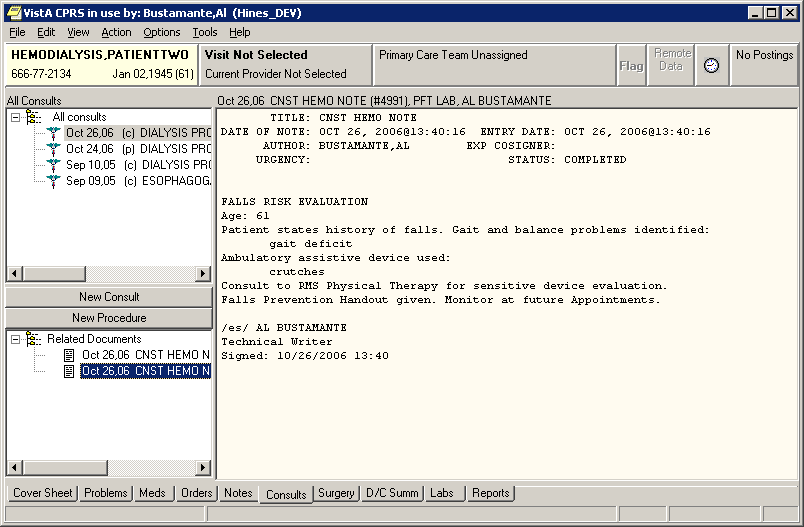 VistA CPRS in use by: Bustamante,Al (Hines_DEV)
File Edit View Action Options Tools Help
HEMODIALYSIS,PATIENTTWO
666-77-2134 Jan 02,1945 (61)
Visit Not Selected
Current Provider Not Selected
Primary Care Team Unassigned
Flag
Remote
Data
No Postings
All Consults
All consults
Oct 26,06 (c) DIALYSIS PRO
Oct 24,06 (p) DIALYSIS PRO
Sep 10,05 (c) DIALYSIS PRO
Sep 09,05 (c) ESOPHAGOG
New Consult
New Procedure
Related Documents
Oct 26,06 CNST HEMO N
Oct 26,06 CNST HEMO N
Oct 26,06 CNST HEMO NOTE (#4991), PFT LAB, AL BUSTAMANTE
TITLE: CNST HEMO NOTE
DATE OF NOTE: OCT 26, 2006@13:40:16 ENTRY DATE: OCT 26, 2006@13:40:16
AUTHOR: BUSTAMANTE,AL EXP COSIGNER:
URGENCY: STATUS: COMPLETED
FALLS RISK EVALUATION
Age: 61
Patient states history of falls. Gait and balance problems identified:
gait deficit
Ambulatory assistive device used:
crutches
Consult to RMS Physical Therapy for sensitive device evaluation.
Falls Prevention Handout given. Monitor at future Appointments.
/es/ AL BUSTAMANTE
Technical Writer
Signed: 10/26/2006 13:40
Cover Sheet Problems Meds Orders Notes Consults Surgery D/C Summ Labs Reports